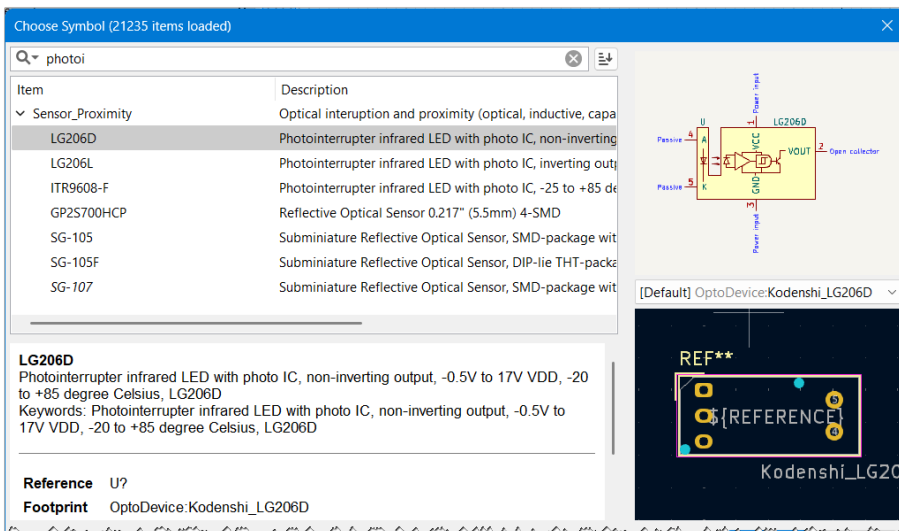 Choose Symbol (21235 items loaded)
photoi
Item Description
Sensor_Proximity Optical interuption and proximity (optical, inductive, capa
LG206D Photointerrupter infrared LED with photo IC, non-inverting
LG206L Photointerrupter infrared LED with photo IC, inverting outp
ITR9608-F Photointerrupter infrared LED with photo IC, -25 to +85 de
GP2S700HCP Reflective Optical Sensor 0.217" (5.5mm) 4-SMD
SG-105 Subminiature Reflective Optical Sensor, SMD-package wit
SG-105F Subminiature Reflective Optical Sensor, DIP-lie THT-packa
SG-107 Subminiature Reflective Optical Sensor, SMD-package wit
LG206D
Photointerrupter infrared LED with photo IC, non-inverting output, -0.5V to 17V VDD, -20
to +85 degree Celsius, LG206D
Keywords: Photointerrupter infrared LED with photo IC, non-inverting output, -0.5V to
17V VDD, -20 to +85 degree Celsius, LG206D
Reference U?
Footprint OptoDevice:Kodenshi_LG206D
Power input
U 1 LG206D
Passive 4 A VCC VOUT 2 Open collector
Passive 5 K GND
3
Power input
[Default] OptoDevice:Kodenshi_LG206D
REF**
${REFERENCE}
5
4
Kodenshi_LG20